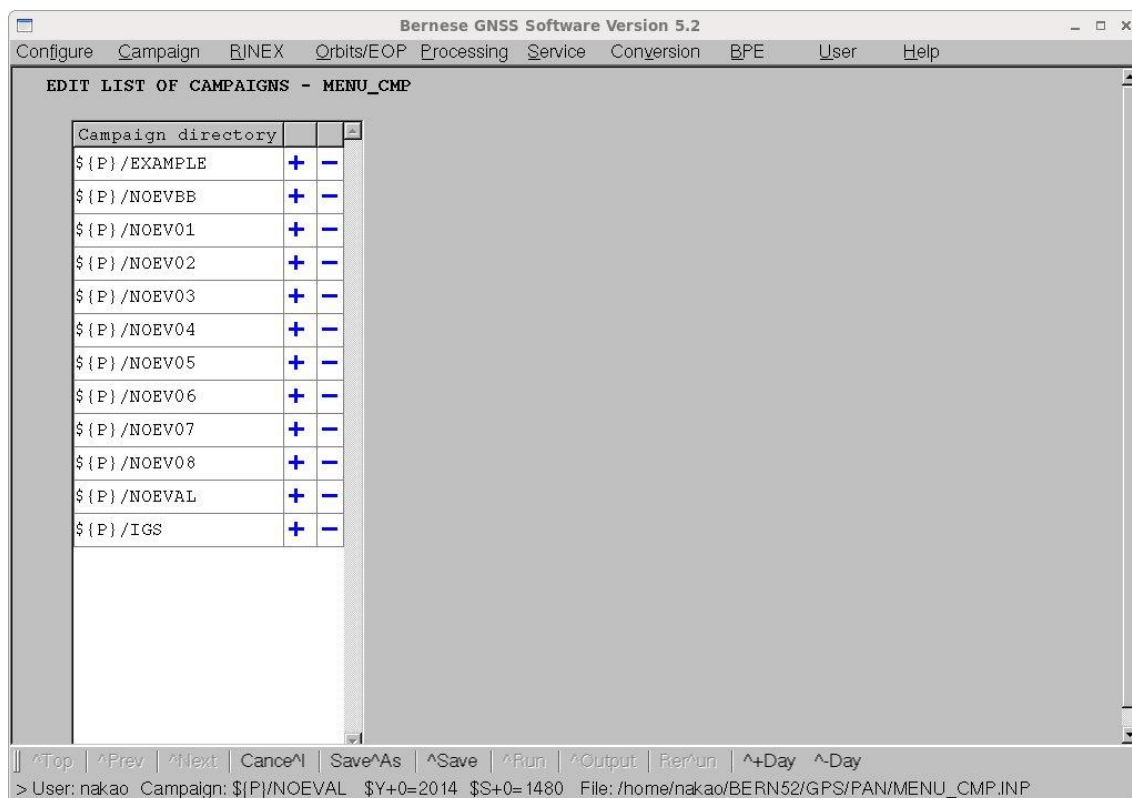 Bernese GNSS Software Version 5.2
Configure Campaign RINEX Orbits/EOP Processing Service Conversion BPE User Help
EDIT LIST OF CAMPAIGNS - MENU_CMP
Campaign directory
${P}/EXAMPLE + −
${P}/NOEVBB + −
${P}/NOEV01 + −
${P}/NOEV02 + −
${P}/NOEV03 + −
${P}/NOEV04 + −
${P}/NOEV05 + −
${P}/NOEV06 + −
${P}/NOEV07 + −
${P}/NOEV08 + −
${P}/NOEVAL + −
${P}/IGS + −
^Top | ^Prev | ^Next | Cance^l | Save^As | ^Save | ^Run | ^Output | Rer^un | ^+Day ^-Day
> User: nakao Campaign: ${P}/NOEVAL $Y+0=2014 $S+0=1480 File: /home/nakao/BERN52/GPS/PAN/MENU_CMP.INP